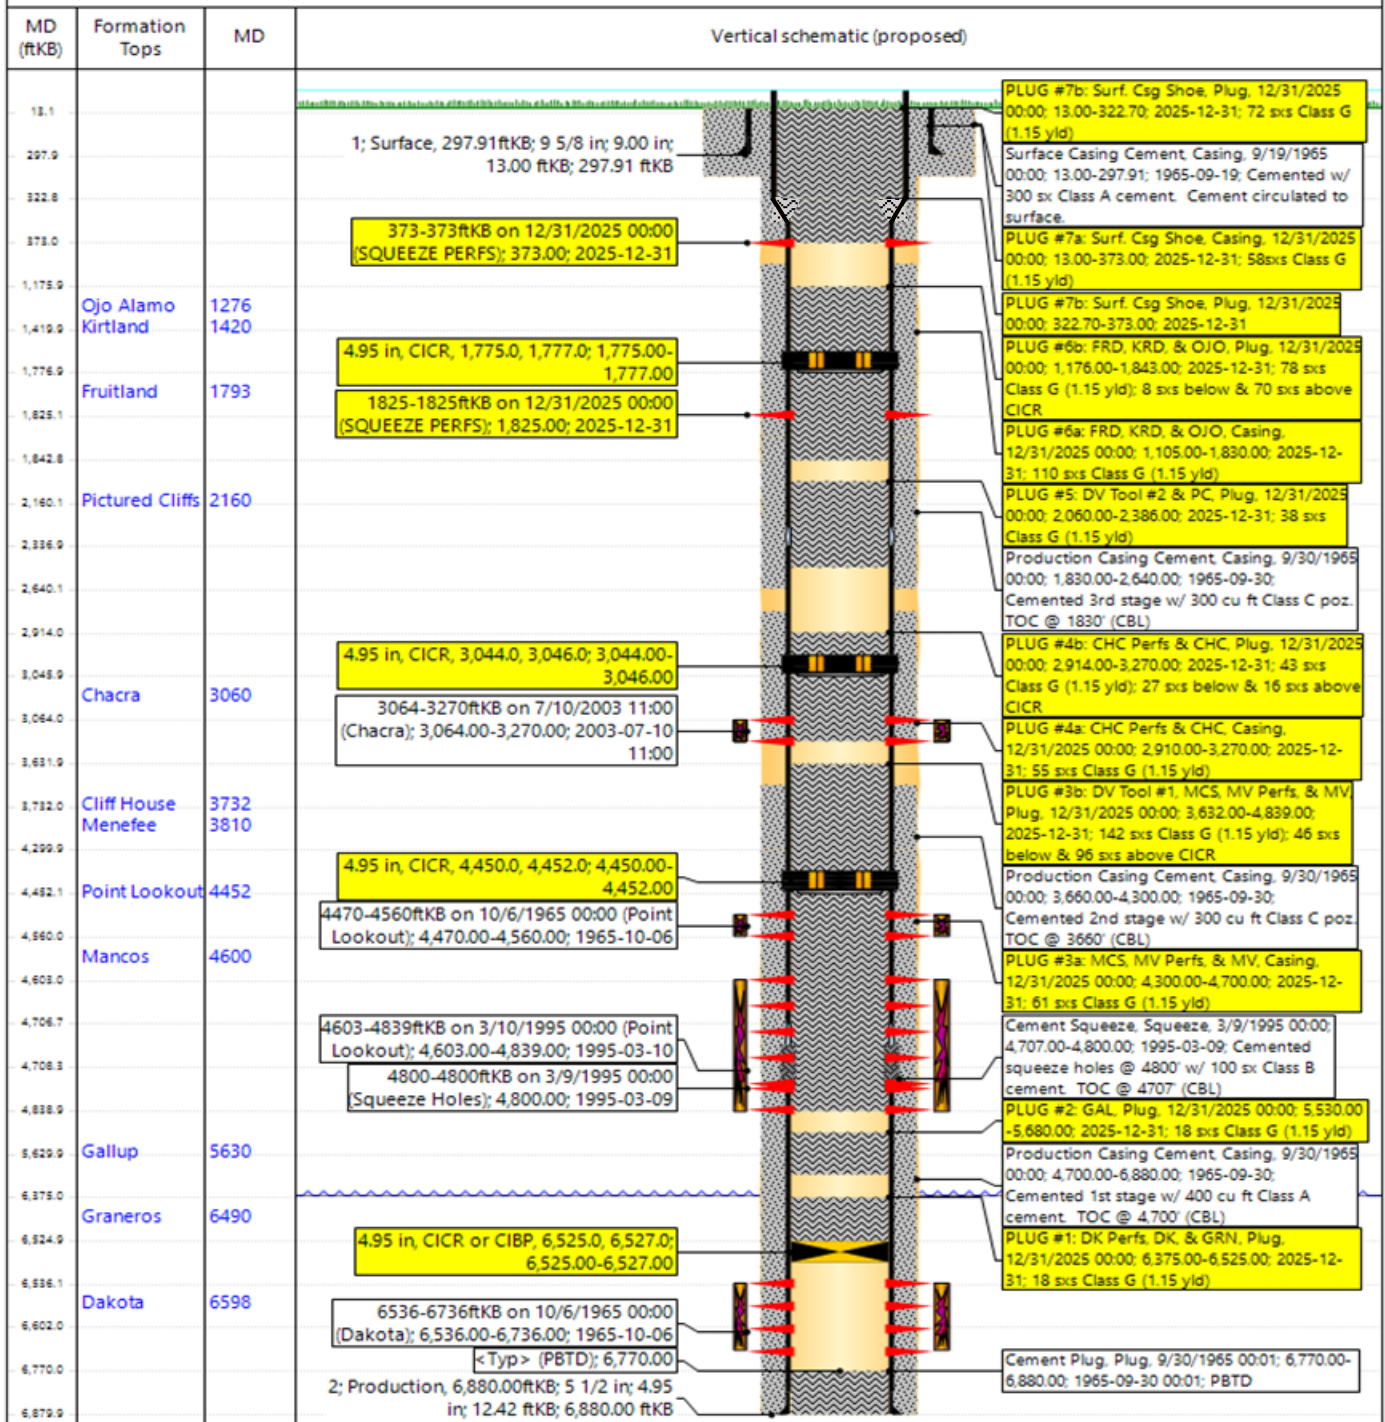 MD
(ftKB)
Formation
Tops
MD
Vertical schematic (proposed)
13.1
297.9
322.8
373.0
1,175.9
1,419.9
1,776.9
1,825.1
1,842.8
2,160.1
2,336.9
2,640.1
2,914.0
3,045.9
3,064.0
3,631.9
3,732.0
4,299.9
4,452.1
4,560.0
4,603.0
4,706.7
4,838.9
5,629.9
6,375.0
6,524.9
6,536.1
6,602.0
6,770.0
6,879.9
Ojo Alamo 1276
Kirtland 1420
Fruitland 1793
Pictured Cliffs 2160
Chacra 3060
Cliff House 3732
Menefee 3810
Point Lookout 4452
Mancos 4600
Gallup 5630
Graneros 6490
Dakota 6598
1; Surface, 297.91ftKB; 9 5/8 in; 9.00 in;
13.00 ftKB; 297.91 ftKB
373-373ftKB on 12/31/2025 00:00
(SQUEEZE PERFS); 373.00; 2025-12-31
4.95 in, CICR, 1,775.0, 1,777.0; 1,775.00-
1,777.00
1825-1825ftKB on 12/31/2025 00:00
(SQUEEZE PERFS); 1,825.00; 2025-12-31
4.95 in, CICR, 3,044.0, 3,046.0; 3,044.00-
3,046.00
3064-3270ftKB on 7/10/2003 11:00
(Chacra); 3,064.00-3,270.00; 2003-07-10
11:00
4.95 in, CICR, 4,450.0, 4,452.0; 4,450.00-
4,452.00
4470-4560ftKB on 10/6/1965 00:00 (Point
Lookout); 4,470.00-4,560.00; 1965-10-06
4603-4839ftKB on 3/10/1995 00:00 (Point
Lookout); 4,603.00-4,839.00; 1995-03-10
4800-4800ftKB on 3/9/1995 00:00
(Squeeze Holes); 4,800.00; 1995-03-09
4.95 in, CICR or CIBP, 6,525.0, 6,527.0;
6,525.00-6,527.00
6536-6736ftKB on 10/6/1965 00:00
(Dakota); 6,536.00-6,736.00; 1965-10-06
<Typ> (PBTD); 6,770.00
2; Production, 6,880.00ftKB; 5 1/2 in; 4.95
in; 12.42 ftKB; 6,880.00 ftKB
PLUG #7b: Surf. Csg Shoe, Plug, 12/31/2025
00:00; 13.00-322.70; 2025-12-31; 72 sxs Class G
(1.15 yld)
Surface Casing Cement, Casing, 9/19/1965
00:00; 13.00-297.91; 1965-09-19; Cemented w/
300 sx Class A cement.  Cement circulated to
surface.
PLUG #7a: Surf. Csg Shoe, Casing, 12/31/2025
00:00; 13.00-373.00; 2025-12-31; 58sxs Class G
(1.15 yld)
PLUG #7b: Surf. Csg Shoe, Plug, 12/31/2025
00:00; 322.70-373.00; 2025-12-31
PLUG #6b: FRD, KRD, & OJO, Plug, 12/31/2025
00:00; 1,176.00-1,843.00; 2025-12-31; 78 sxs
Class G (1.15 yld); 8 sxs below & 70 sxs above
CICR
PLUG #6a: FRD, KRD, & OJO, Casing,
12/31/2025 00:00; 1,105.00-1,830.00; 2025-12-
31; 110 sxs Class G (1.15 yld)
PLUG #5: DV Tool #2 & PC, Plug, 12/31/2025
00:00; 2,060.00-2,386.00; 2025-12-31; 38 sxs
Class G (1.15 yld)
Production Casing Cement, Casing, 9/30/1965
00:00; 1,830.00-2,640.00; 1965-09-30;
Cemented 3rd stage w/ 300 cu ft Class C poz.
TOC @ 1830' (CBL)
PLUG #4b: CHC Perfs & CHC, Plug, 12/31/2025
00:00; 2,914.00-3,270.00; 2025-12-31; 43 sxs
Class G (1.15 yld); 27 sxs below & 16 sxs above
CICR
PLUG #4a: CHC Perfs & CHC, Casing,
12/31/2025 00:00; 2,910.00-3,270.00; 2025-12-
31; 55 sxs Class G (1.15 yld)
PLUG #3b: DV Tool #1, MCS, MV Perfs, & MV,
Plug, 12/31/2025 00:00; 3,632.00-4,839.00;
2025-12-31; 142 sxs Class G (1.15 yld); 46 sxs
below & 96 sxs above CICR
Production Casing Cement, Casing, 9/30/1965
00:00; 3,660.00-4,300.00; 1965-09-30;
Cemented 2nd stage w/ 300 cu ft Class C poz.
TOC @ 3660' (CBL)
PLUG #3a: MCS, MV Perfs, & MV, Casing,
12/31/2025 00:00; 4,300.00-4,700.00; 2025-12-
31; 61 sxs Class G (1.15 yld)
Cement Squeeze, Squeeze, 3/9/1995 00:00;
4,707.00-4,800.00; 1995-03-09; Cemented
squeeze holes @ 4800' w/ 100 sx Class B
cement.  TOC @ 4707' (CBL)
PLUG #2: GAL, Plug, 12/31/2025 00:00; 5,530.00
-5,680.00; 2025-12-31; 18 sxs Class G (1.15 yld)
Production Casing Cement, Casing, 9/30/1965
00:00; 4,700.00-6,880.00; 1965-09-30;
Cemented 1st stage w/ 400 cu ft Class A
cement.  TOC @ 4,700' (CBL)
PLUG #1: DK Perfs, DK, & GRN, Plug,
12/31/2025 00:00; 6,375.00-6,525.00; 2025-12-
31; 18 sxs Class G (1.15 yld)
Cement Plug, Plug, 9/30/1965 00:01; 6,770.00-
6,880.00; 1965-09-30 00:01; PBTD